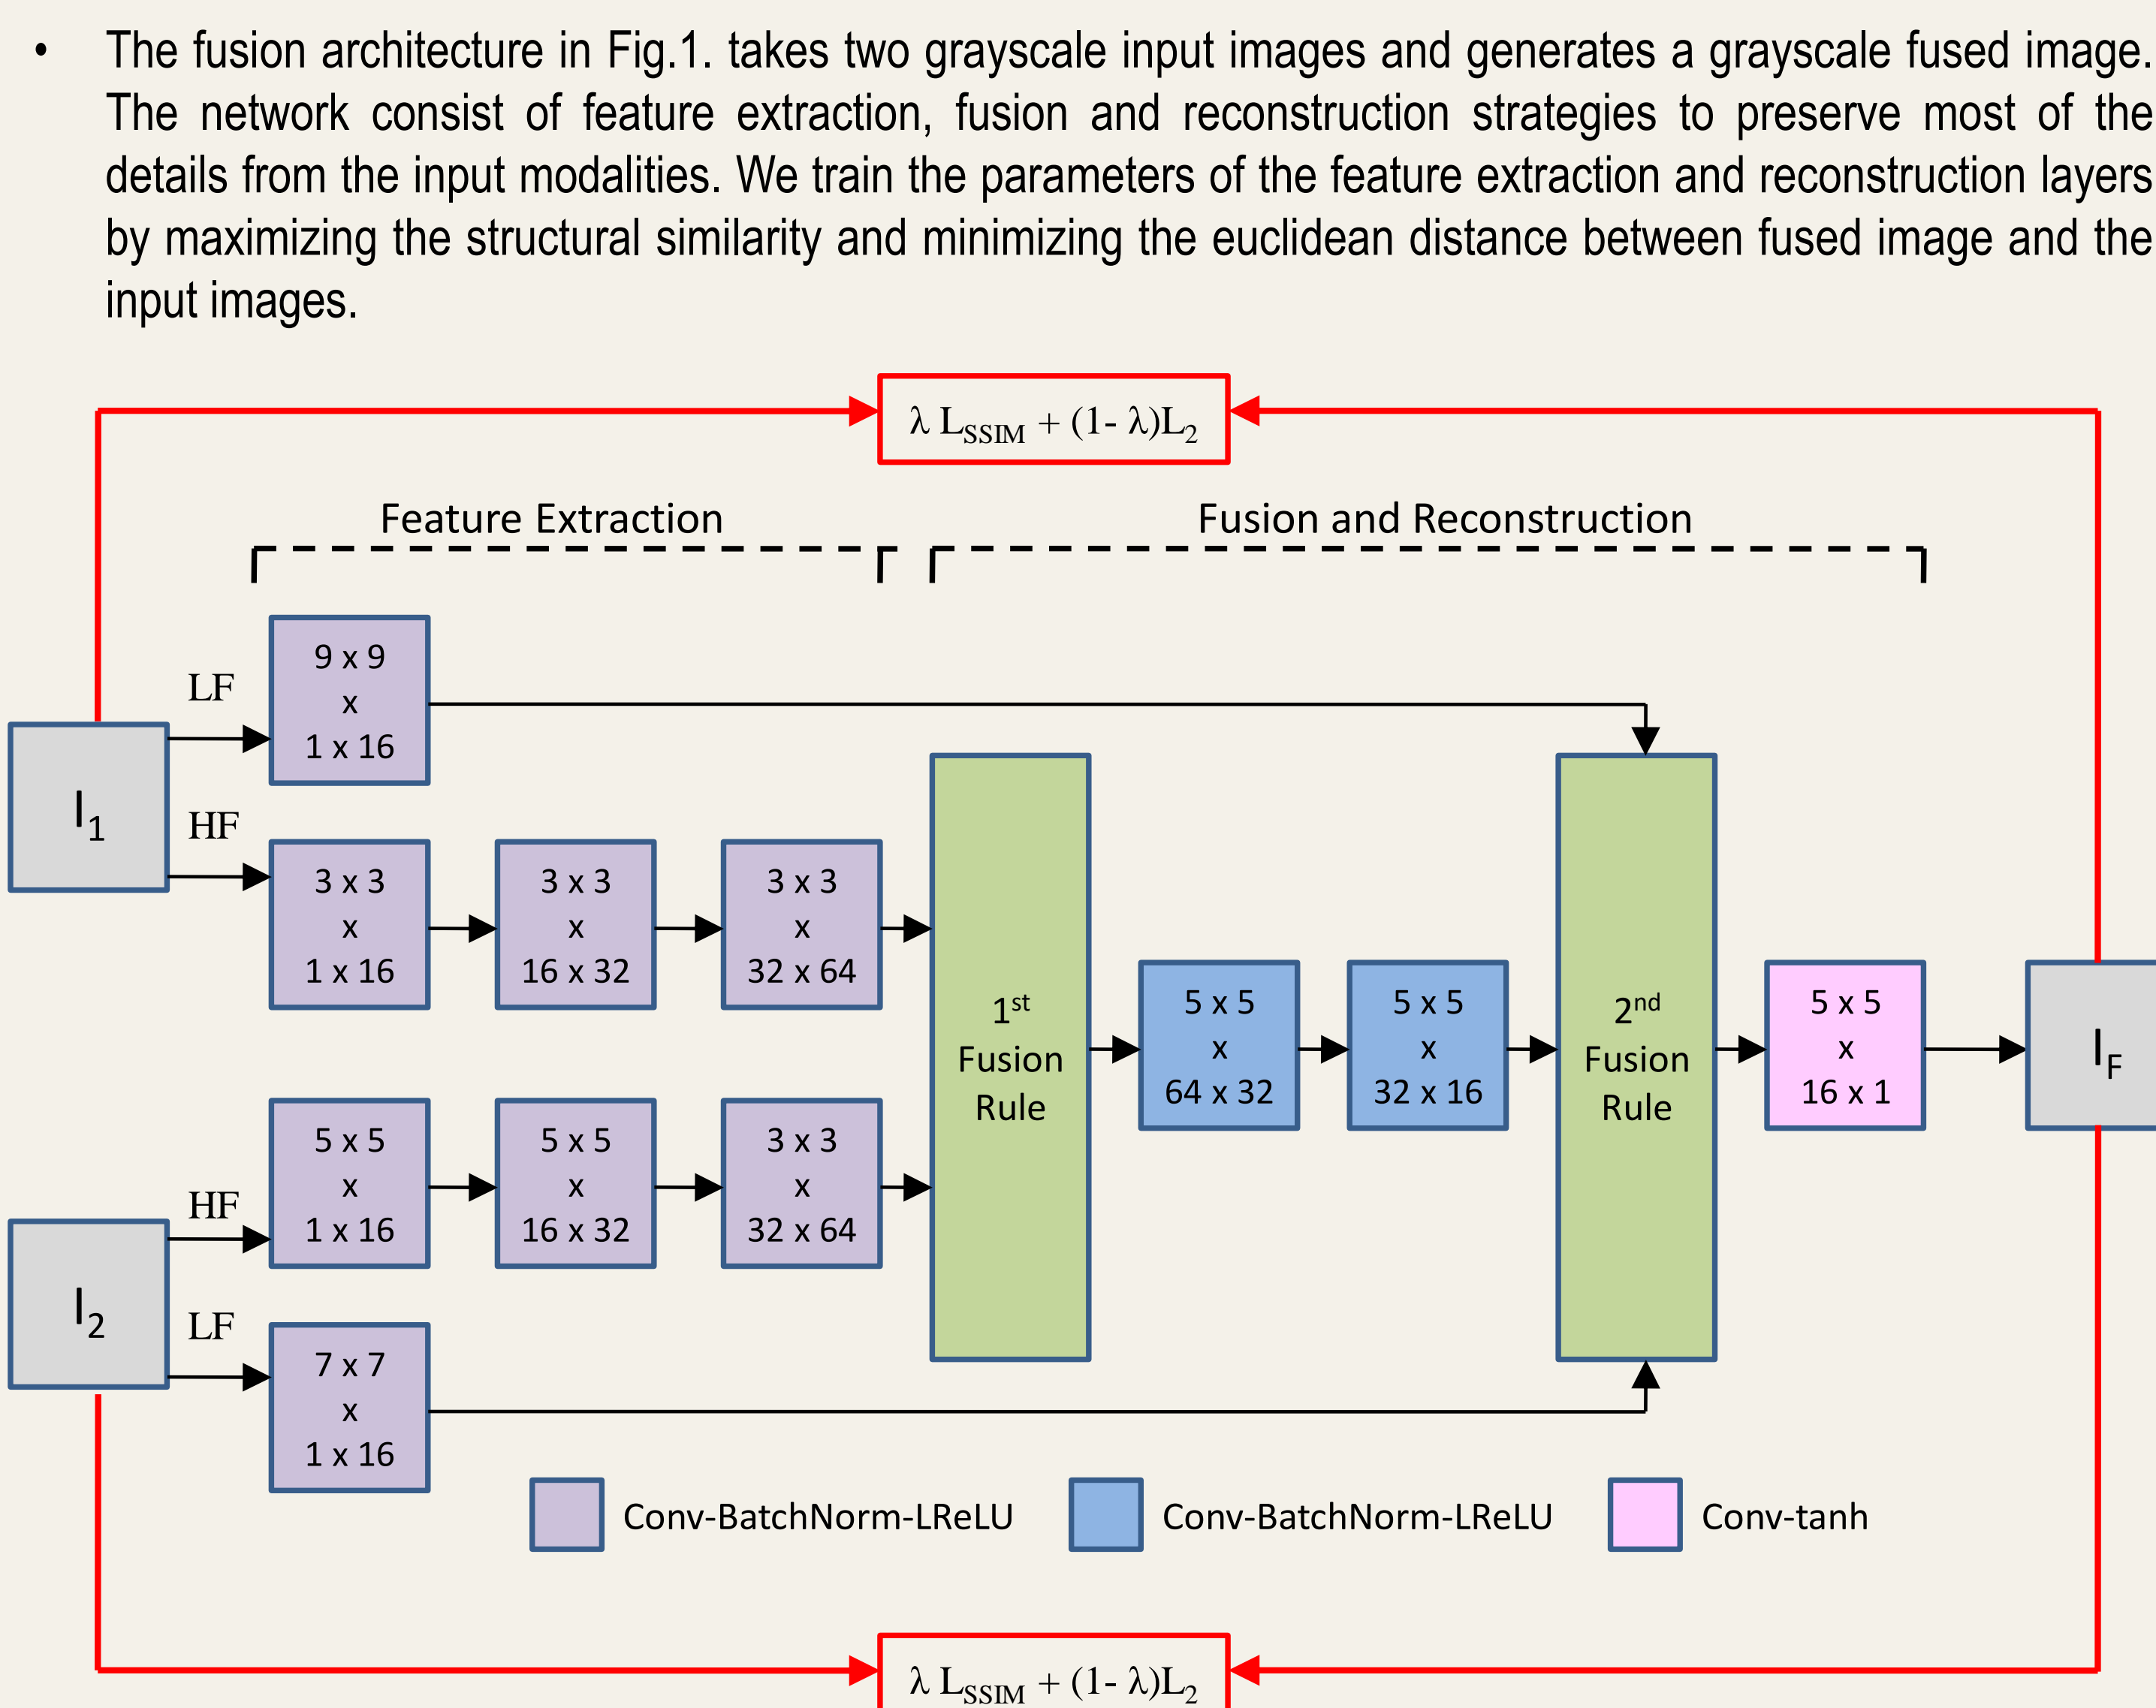 • The fusion architecture in Fig.1. takes two grayscale input images and generates a grayscale fused image.
The network consist of feature extraction, fusion and reconstruction strategies to preserve most of the
details from the input modalities. We train the parameters of the feature extraction and reconstruction layers
by maximizing the structural similarity and minimizing the euclidean distance between fused image and the
input images.
λ L_SSIM + (1- λ)L_2
Feature Extraction
Fusion and Reconstruction
LF
9 x 9
x
1 x 16
I_1
HF
3 x 3
x
1 x 16
3 x 3
x
16 x 32
3 x 3
x
32 x 64
1st
Fusion
Rule
5 x 5
x
64 x 32
5 x 5
x
32 x 16
2nd
Fusion
Rule
5 x 5
x
16 x 1
I_F
HF
5 x 5
x
1 x 16
5 x 5
x
16 x 32
3 x 3
x
32 x 64
I_2
LF
7 x 7
x
1 x 16
Conv-BatchNorm-LReLU
Conv-BatchNorm-LReLU
Conv-tanh
λ L_SSIM + (1- λ)L_2